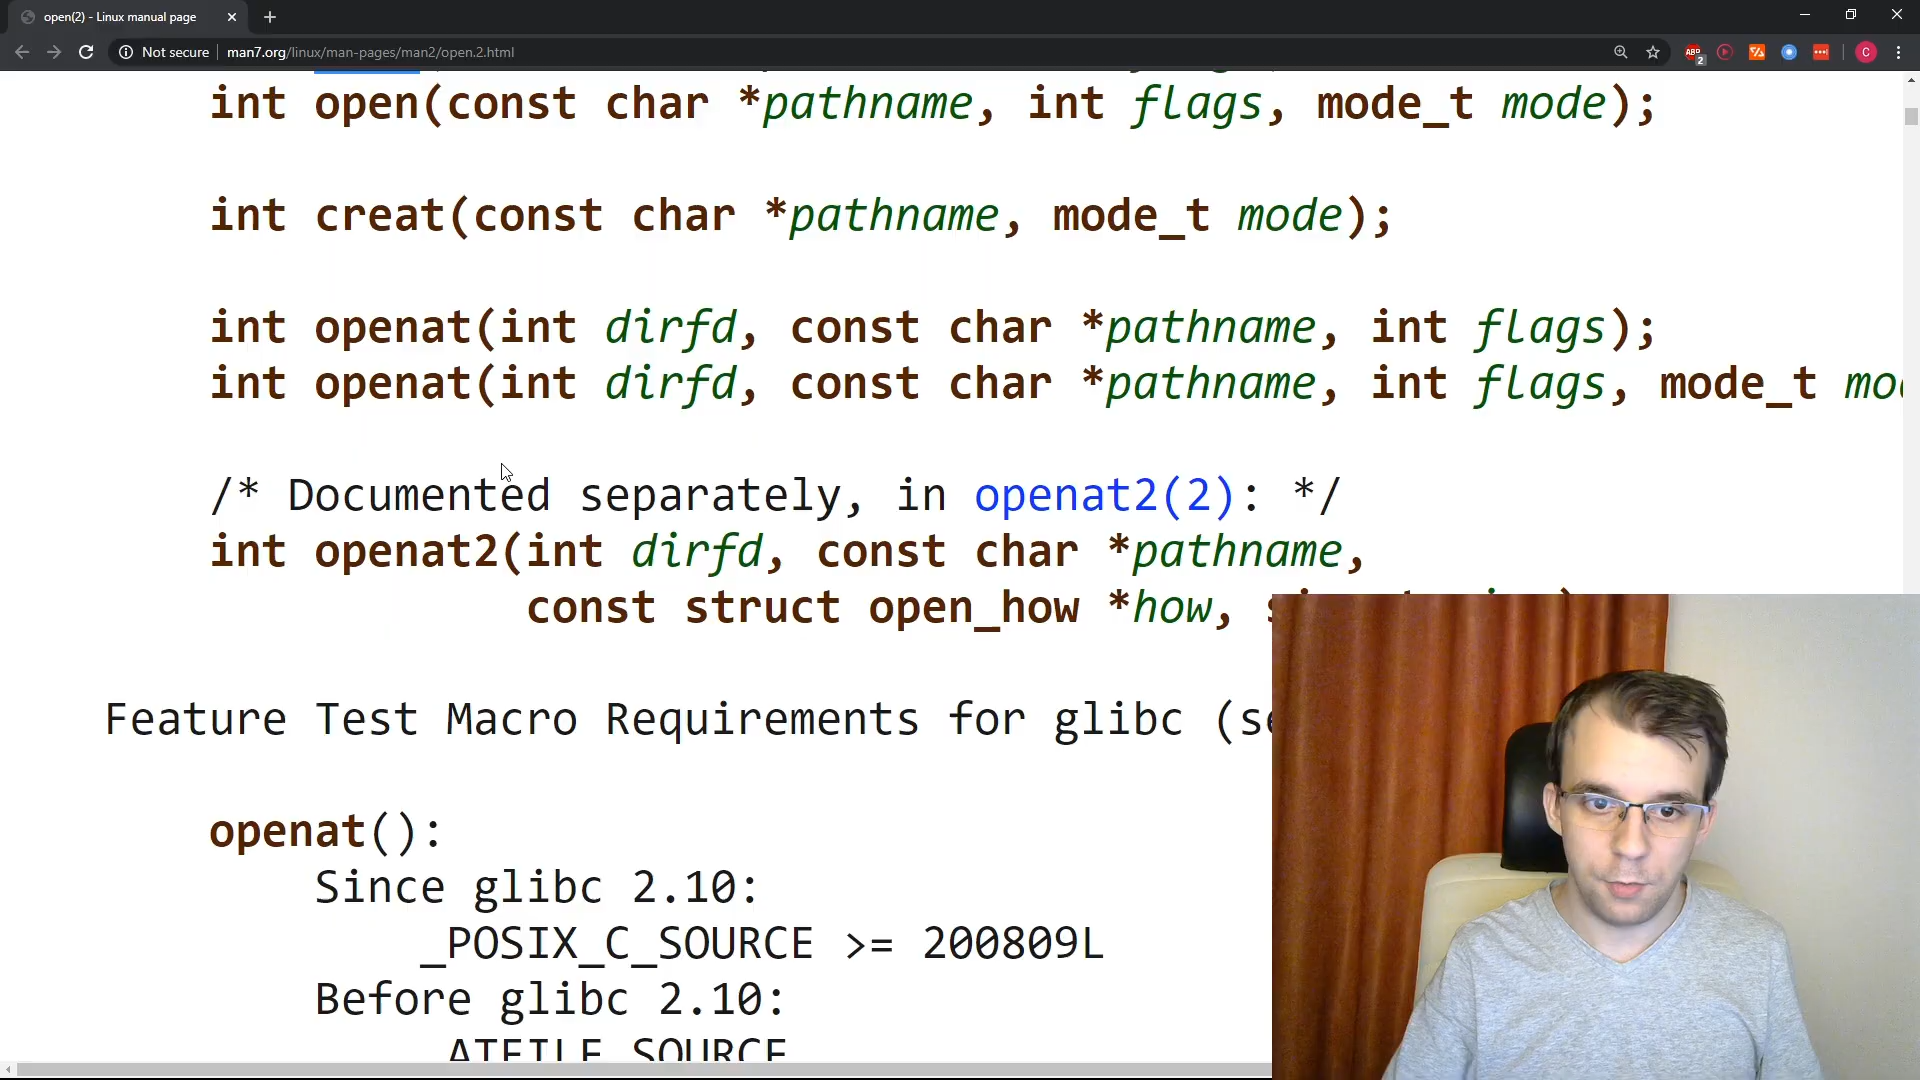 open(2) - Linux manual page
Not secure
man7.org/linux/man-pages/man2/open.2.html
ABP
2
C
int open(const char *pathname, int flags, mode_t mode);
int creat(const char *pathname, mode_t mode);
int openat(int dirfd, const char *pathname, int flags);
int openat(int dirfd, const char *pathname, int flags, mode_t
/* Documented separately, in openat2(2): */
int openat2(int dirfd, const char *pathname,
const struct open_how *how,
Feature Test Macro Requirements for glibc
openat():
Since glibc 2.10:
_POSIX_C_SOURCE >= 200809L
Before glibc 2.10:
_ATFILE_SOURCE